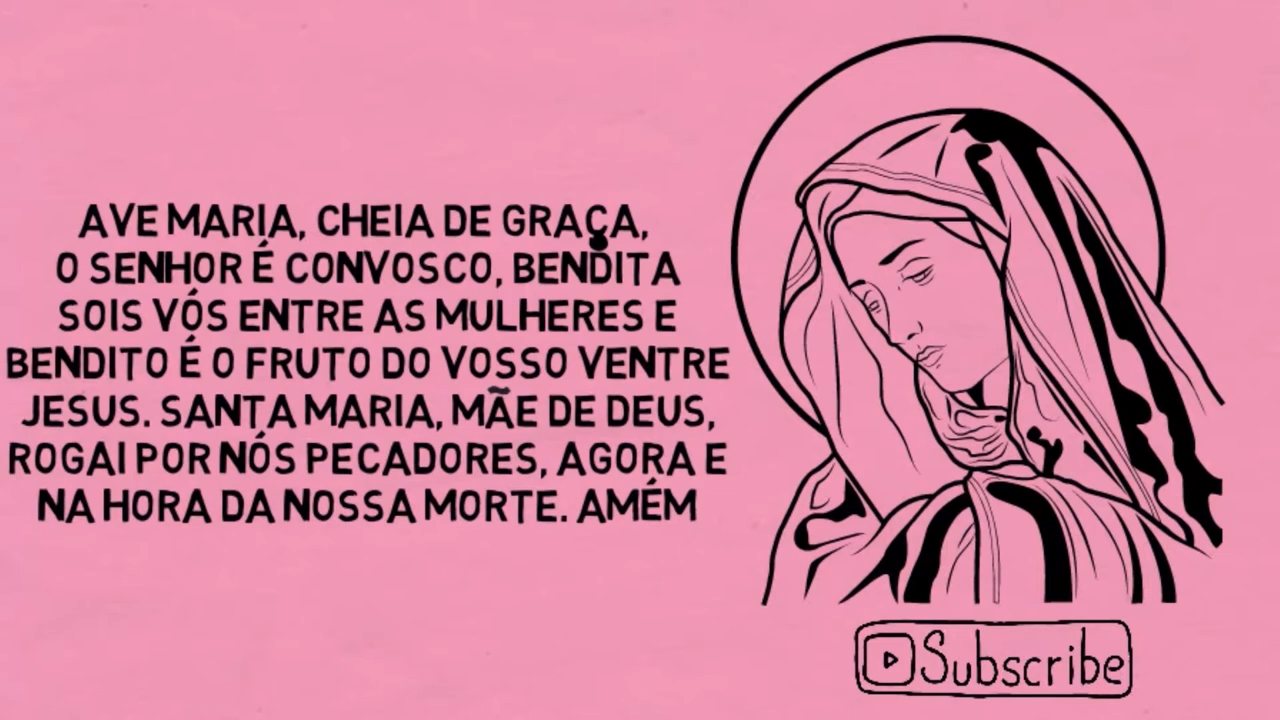 AVE MARIA, CHEIA DE GRAÇA,
O SENHOR É CONVOSCO, BENDITA
SOIS VÓS ENTRE AS MULHERES E
BENDITO É O FRUTO DO VOSSO VENTRE
JESUS. SANTA MARIA, MÃE DE DEUS,
ROGAI POR NÓS PECADORES, AGORA E
NA HORA DA NOSSA MORTE. AMÉM
Subscribe